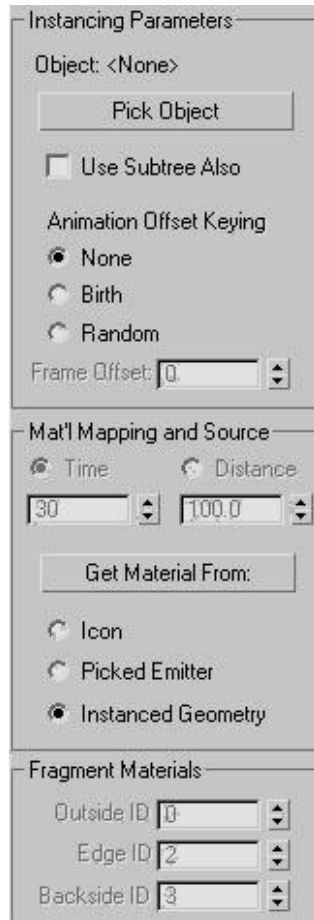 Instancing Parameters
Object: <None>
Pick Object
Use Subtree Also
Animation Offset Keying
None
Birth
Random
Frame Offset: 0
Mat'l Mapping and Source
Time Distance
30 100.0
Get Material From:
Icon
Picked Emitter
Instanced Geometry
Fragment Materials
Outside ID 0
Edge ID 2
Backside ID 3